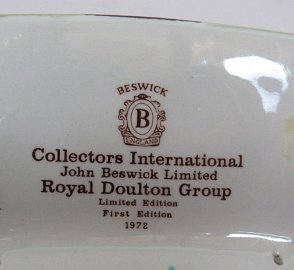 BESWICK
B
ENGLAND
Collectors International
John Beswick Limited
Royal Doulton Group
Limited Edition
First Edition
1972